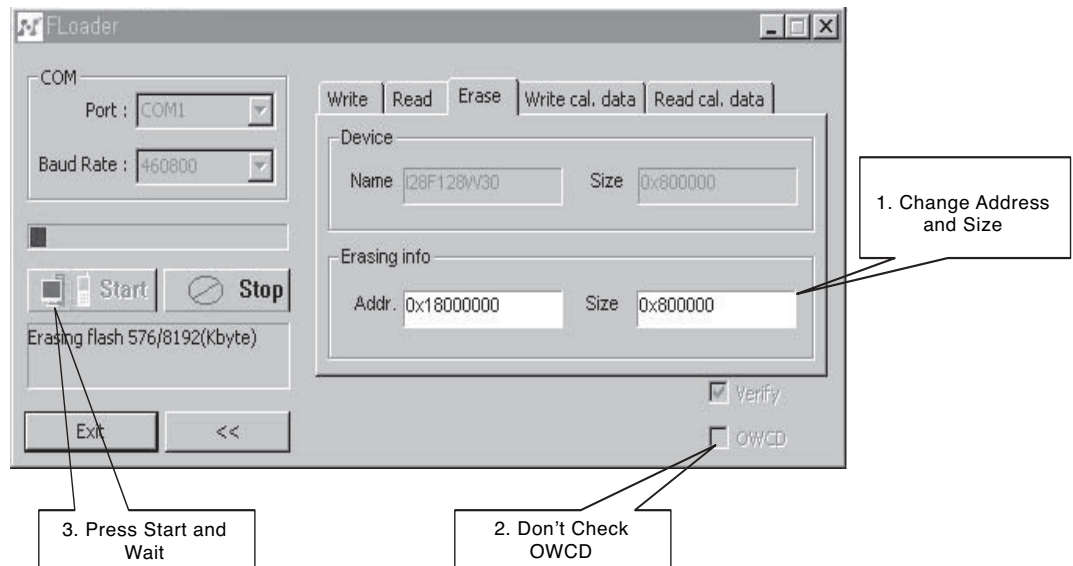 FLoader
COM
Port : COM1
Baud Rate : 460800
Start
Stop
Erasing flash 576/8192(Kbyte)
Exit
<<
Write
Read
Erase
Write cal. data
Read cal. data
Device
Name I28F128W30
Size 0x800000
Erasing info
Addr. 0x18000000
Size 0x800000
Verify
OWCD
1. Change Address
and Size
2. Don't Check
OWCD
3. Press Start and
Wait